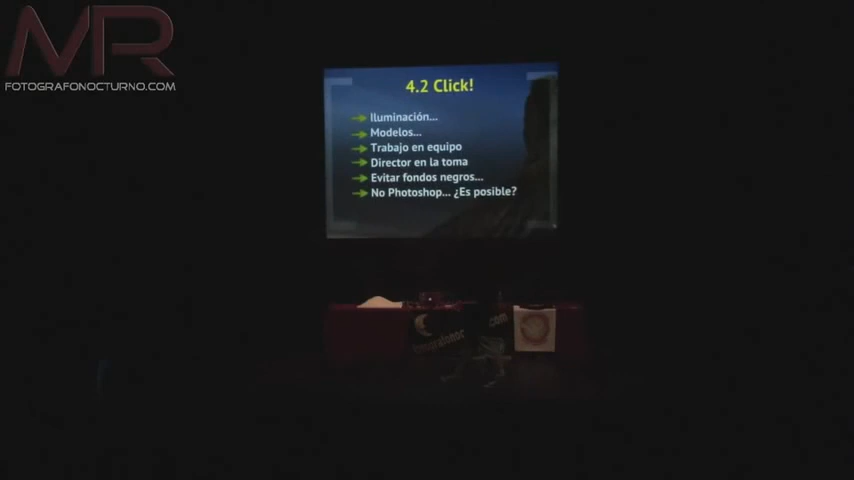 MR
FOTOGRAFONOCTURNO.COM
4.2 Click!
Iluminación...
Modelos...
Trabajo en equipo
Director en la toma
Evitar fondos negros...
No Photoshop... ¿Es posible?
com